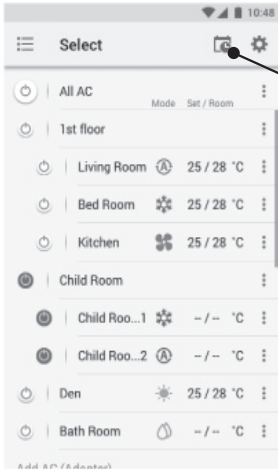 10:48
Select
All AC
Mode Set / Room
1st floor
Living Room A 25 / 28 °C
Bed Room 25 / 28 °C
Kitchen 25 / 28 °C
Child Room
Child Roo...1 -- / -- °C
Child Roo...2 A -- / -- °C
Den 25 / 28 °C
Bath Room -- / -- °C
Add AC (Adapter)